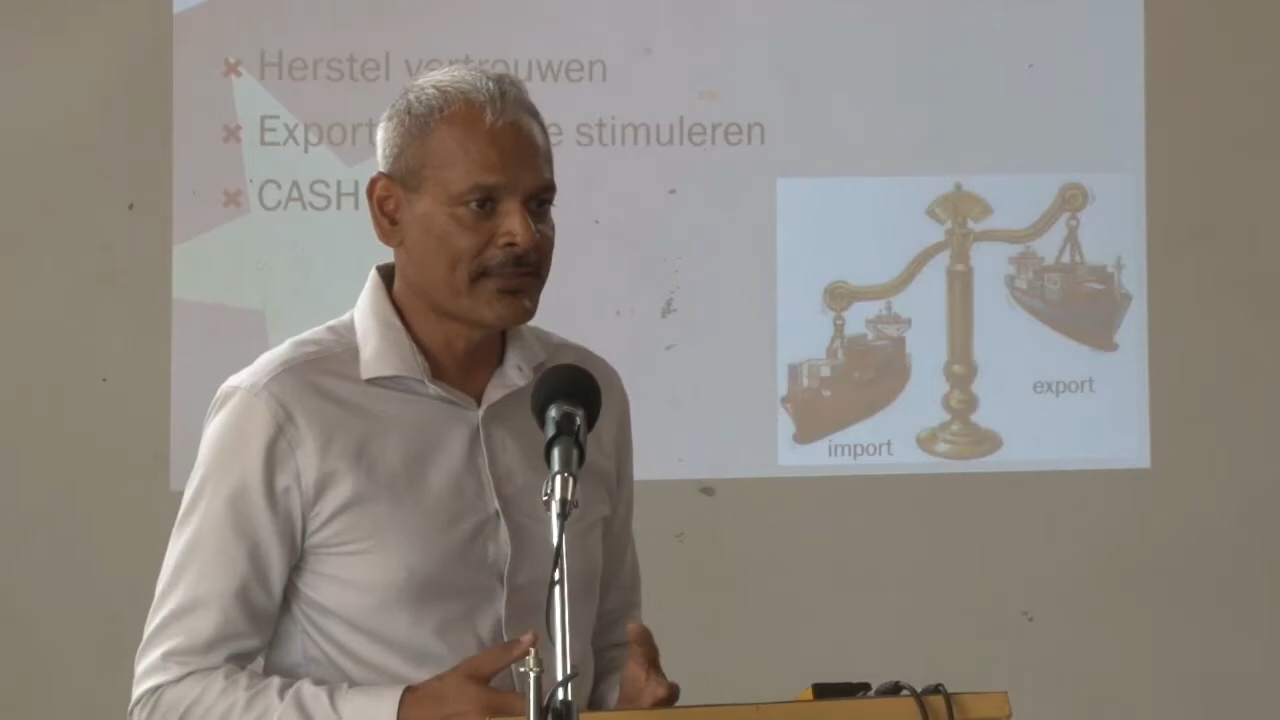 Herstel vertrouwen
Export e stimuleren
CASH
export
import